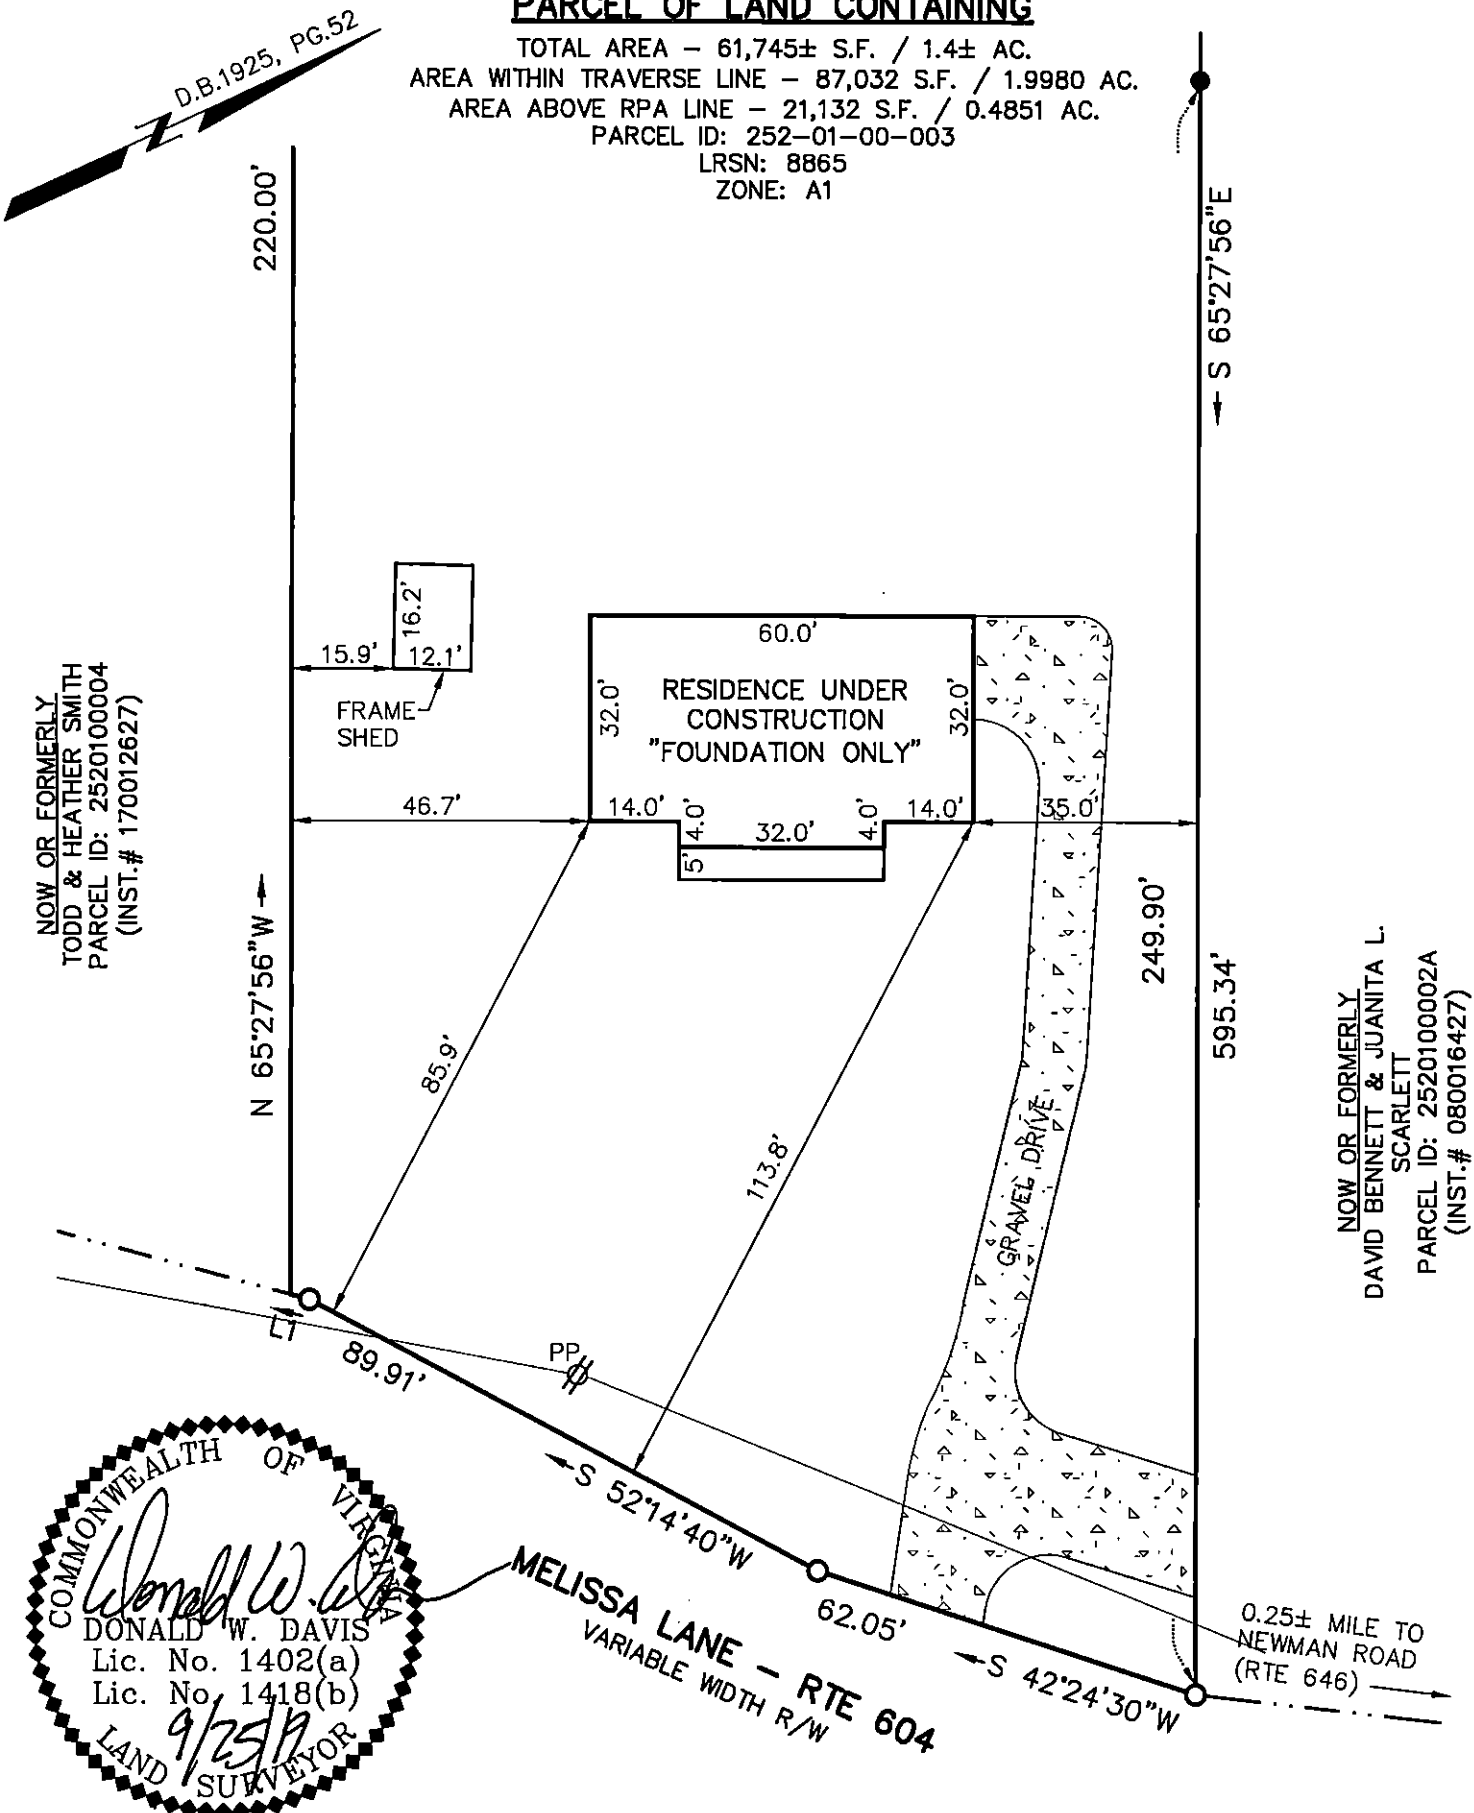 PARCEL OF LAND CONTAINING
TOTAL AREA – 61,745± S.F. / 1.4± AC.
AREA WITHIN TRAVERSE LINE – 87,032 S.F. / 1.9980 AC.
AREA ABOVE RPA LINE – 21,132 S.F. / 0.4851 AC.
PARCEL ID: 252–01–00–003
LRSN: 8865
ZONE: A1
D.B.1925, PG.52
N
220.00'
S 65°27'56"E
16.2'
15.9'
12.1'
FRAME
SHED
60.0'
32.0'
RESIDENCE UNDER
CONSTRUCTION
"FOUNDATION ONLY"
32.0'
46.7'
14.0'
4.0'
32.0'
4.0'
14.0'
35.0'
5'
NOW OR FORMERLY
TODD & HEATHER SMITH
PARCEL ID: 2520100004
(INST.# 170012627)
N 65°27'56"W
249.90'
595.34'
85.9'
113.8'
GRAVEL DRIVE
NOW OR FORMERLY
DAVID BENNETT & JUANITA L.
SCARLETT
PARCEL ID: 252010002A
(INST.# 080016427)
L1
89.91'
PP
S 52°14'40"W
MELISSA LANE – RTE 604
VARIABLE WIDTH R/W
62.05'
S 42°24'30"W
0.25± MILE TO
NEWMAN ROAD
(RTE 646)
COMMONWEALTH OF VIRGINIA
Donald W. Davis
DONALD W. DAVIS
Lic. No. 1402(a)
Lic. No. 1418(b)
9/25/19
LAND SURVEYOR